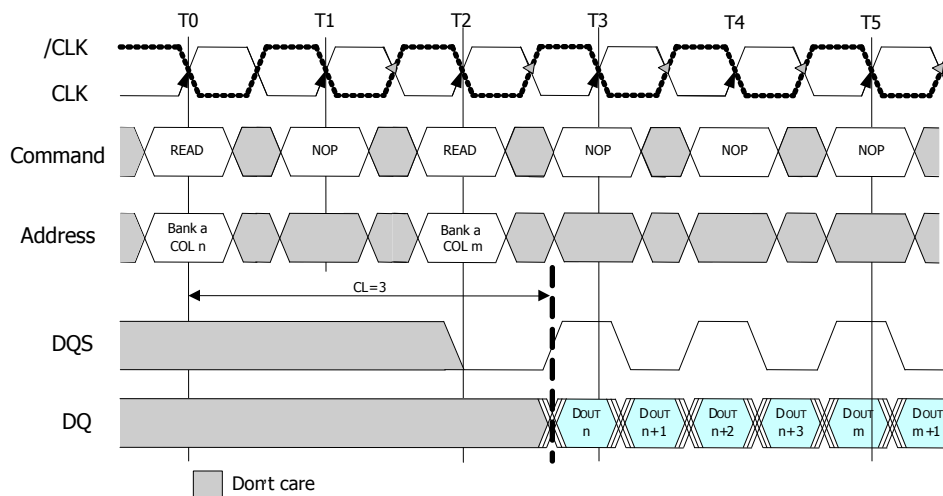 T0 T1 T2 T3 T4 T5
/CLK
CLK
Command READ NOP READ NOP NOP NOP
Address Bank a COL n Bank a COL m
CL=3
DQS
DQ DOUT n DOUT n+1 DOUT n+2 DOUT n+3 DOUT m DOUT m+1
Don't care